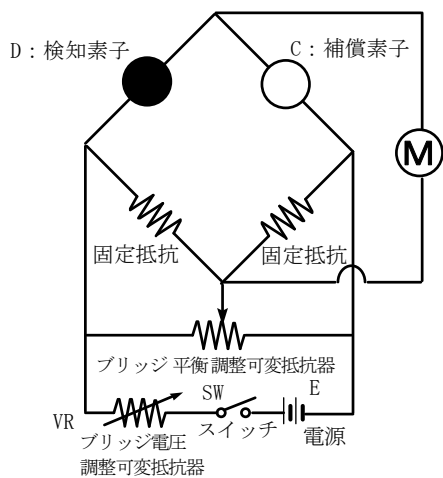 D：検知素子
C：補償素子
M
固定抵抗
固定抵抗
ブリッジ平衡調整可変抵抗器
SW
E
VR
スイッチ
電源
ブリッジ電圧
調整可変抵抗器